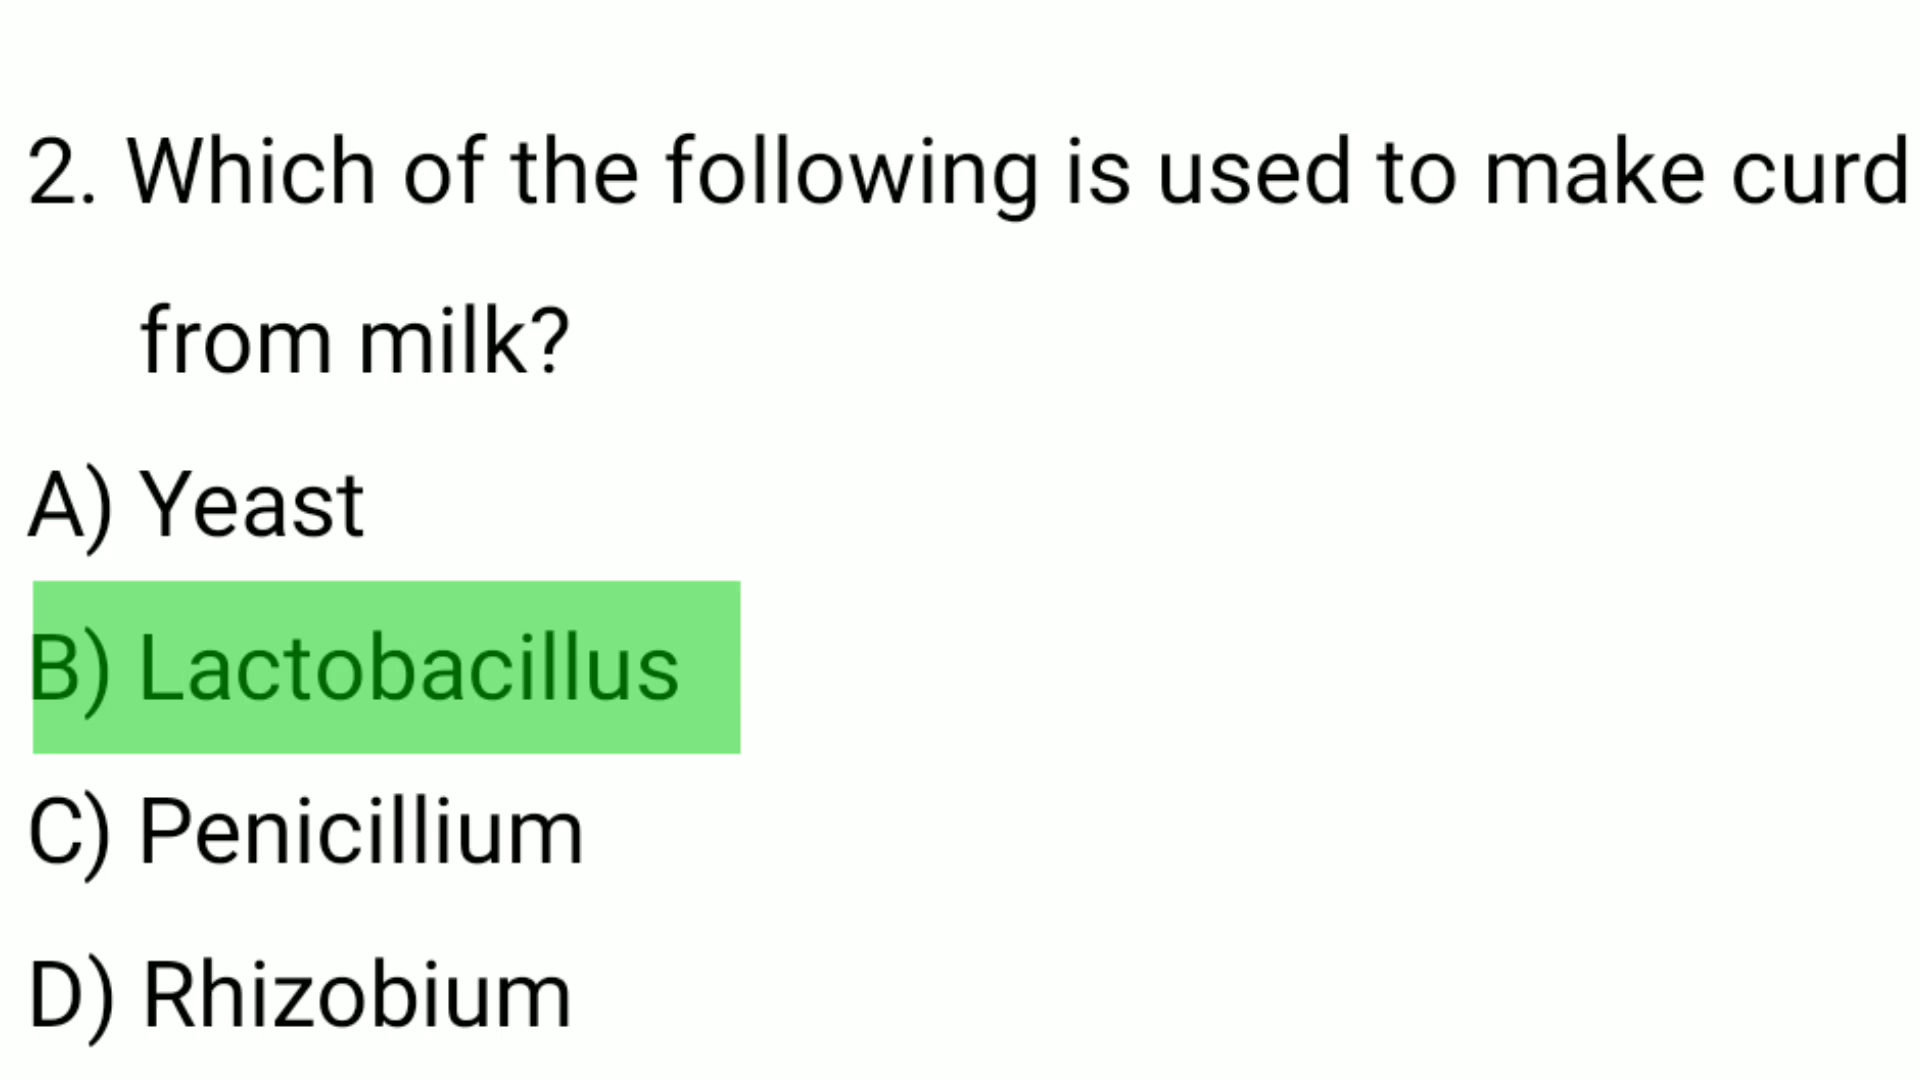 2. Which of the following is used to make curd
from milk?
A) Yeast
B) Lactobacillus
C) Penicillium
D) Rhizobium